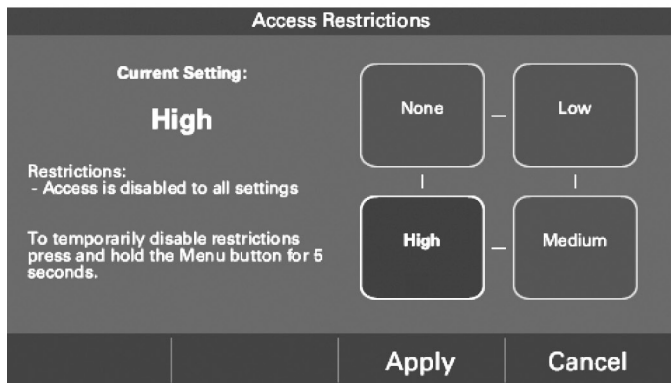 Access Restrictions
Current Setting:
High
Restrictions:
- Access is disabled to all settings
To temporarily disable restrictions
press and hold the Menu button for 5
seconds.
None
Low
High
Medium
Apply
Cancel